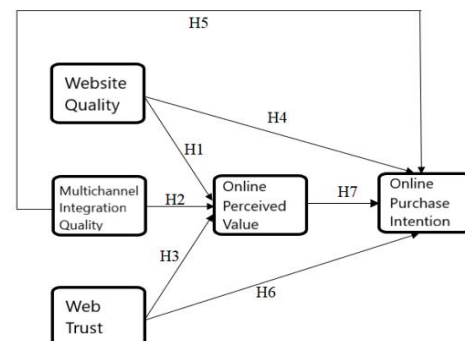 H5
Website
Quality
H4
H1
Multichannel
Integration
Quality
H2
Online
Perceived
Value
H7
Online
Purchase
Intention
H3
Web
Trust
H6